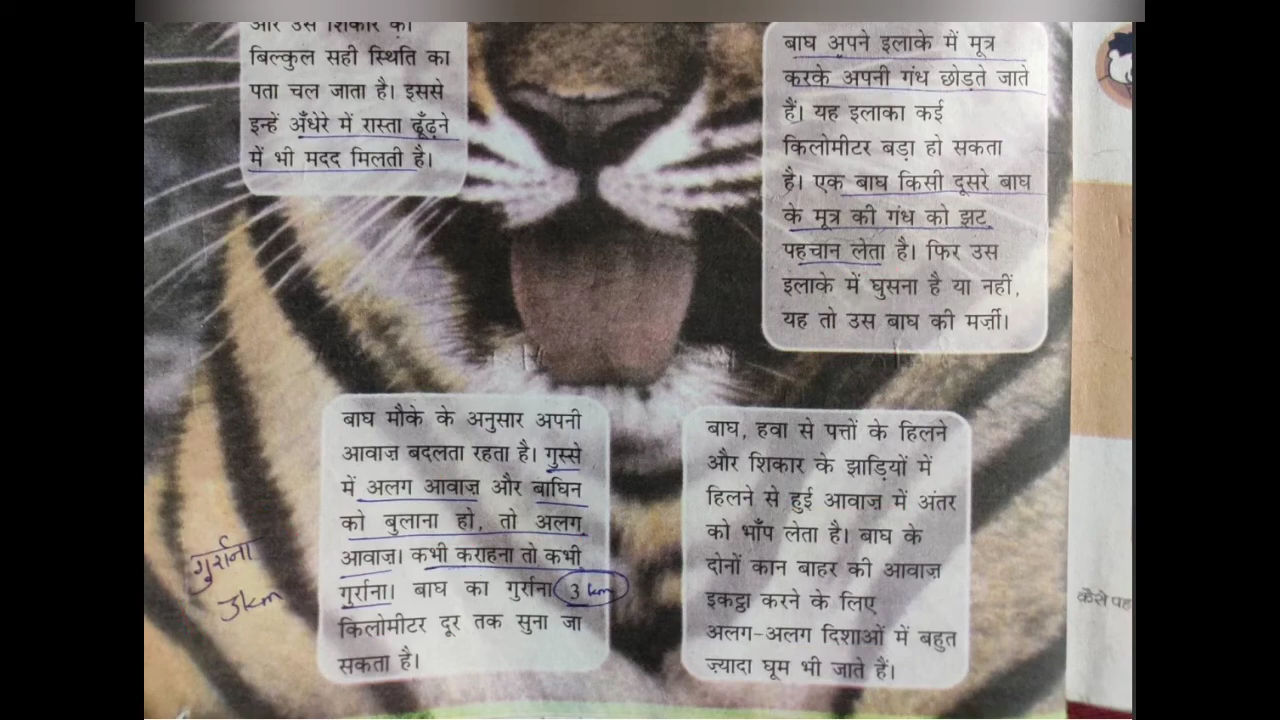 और उस शिकार की
बिल्कुल सही स्थिति का
पता चल जाता है। इससे
इन्हें अँधेरे में रास्ता ढूँढ़ने
में भी मदद मिलती है।
बाघ अपने इलाके में मूत्र
करके अपनी गंध छोड़ते जाते
हैं। यह इलाका कई
किलोमीटर बड़ा हो सकता
है। एक बाघ किसी दूसरे बाघ
के मूत्र की गंध को झट
पहचान लेता है। फिर उस
इलाके में घुसना है या नहीं,
यह तो उस बाघ की मर्ज़ी।
बाघ मौके के अनुसार अपनी
आवाज़ बदलता रहता है। गुस्से
में अलग आवाज़ और बाघिन
को बुलाना हो, तो अलग
आवाज़। कभी कराहना तो कभी
गुर्राना। बाघ का गुर्राना 3 km
किलोमीटर दूर तक सुना जा
सकता है।
गुर्राना
3km
बाघ, हवा से पत्तों के हिलने
और शिकार के झाड़ियों में
हिलने से हुई आवाज़ में अंतर
को भाँप लेता है। बाघ के
दोनों कान बाहर की आवाज़
इकट्ठा करने के लिए
अलग-अलग दिशाओं में बहुत
ज़्यादा घूम भी जाते हैं।
कैसे पह